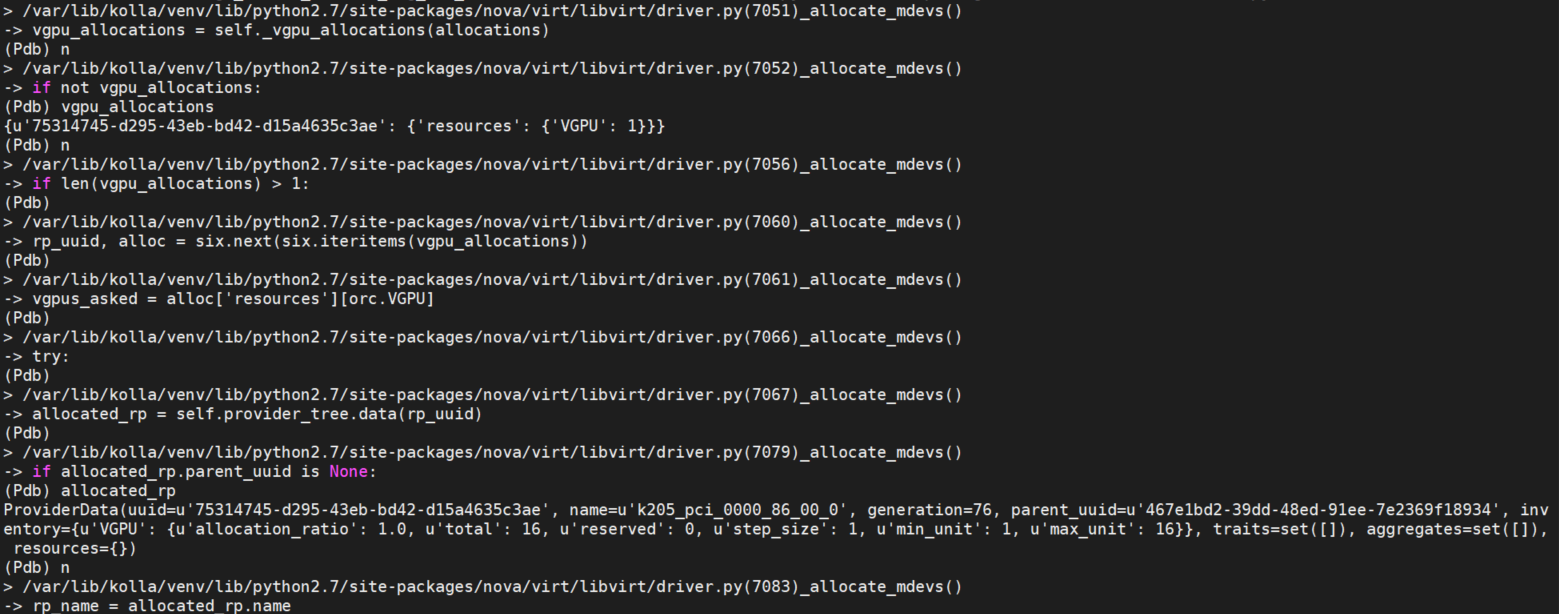 > /var/lib/kolla/venv/lib/python2.7/site-packages/nova/virt/libvirt/driver.py(7051)_allocate_mdevs()
-> vgpu_allocations = self._vgpu_allocations(allocations)
(Pdb) n
> /var/lib/kolla/venv/lib/python2.7/site-packages/nova/virt/libvirt/driver.py(7052)_allocate_mdevs()
-> if not vgpu_allocations:
(Pdb) vgpu_allocations
{u'75314745-d295-43eb-bd42-d15a4635c3ae': {'resources': {'VGPU': 1}}}
(Pdb) n
> /var/lib/kolla/venv/lib/python2.7/site-packages/nova/virt/libvirt/driver.py(7056)_allocate_mdevs()
-> if len(vgpu_allocations) > 1:
(Pdb)
> /var/lib/kolla/venv/lib/python2.7/site-packages/nova/virt/libvirt/driver.py(7060)_allocate_mdevs()
-> rp_uuid, alloc = six.next(six.iteritems(vgpu_allocations))
(Pdb)
> /var/lib/kolla/venv/lib/python2.7/site-packages/nova/virt/libvirt/driver.py(7061)_allocate_mdevs()
-> vgpus_asked = alloc['resources'][orc.VGPU]
(Pdb)
> /var/lib/kolla/venv/lib/python2.7/site-packages/nova/virt/libvirt/driver.py(7066)_allocate_mdevs()
-> try:
(Pdb)
> /var/lib/kolla/venv/lib/python2.7/site-packages/nova/virt/libvirt/driver.py(7067)_allocate_mdevs()
-> allocated_rp = self.provider_tree.data(rp_uuid)
(Pdb)
> /var/lib/kolla/venv/lib/python2.7/site-packages/nova/virt/libvirt/driver.py(7079)_allocate_mdevs()
-> if allocated_rp.parent_uuid is None:
(Pdb) allocated_rp
ProviderData(uuid=u'75314745-d295-43eb-bd42-d15a4635c3ae', name=u'k205_pci_0000_86_00_0', generation=76, parent_uuid=u'467e1bd2-39dd-48ed-91ee-7e2369f18934', inv
entory={u'VGPU': {u'allocation_ratio': 1.0, u'total': 16, u'reserved': 0, u'step_size': 1, u'min_unit': 1, u'max_unit': 16}}, traits=set([]), aggregates=set([]),
 resources={})
(Pdb) n
> /var/lib/kolla/venv/lib/python2.7/site-packages/nova/virt/libvirt/driver.py(7083)_allocate_mdevs()
-> rp_name = allocated_rp.name